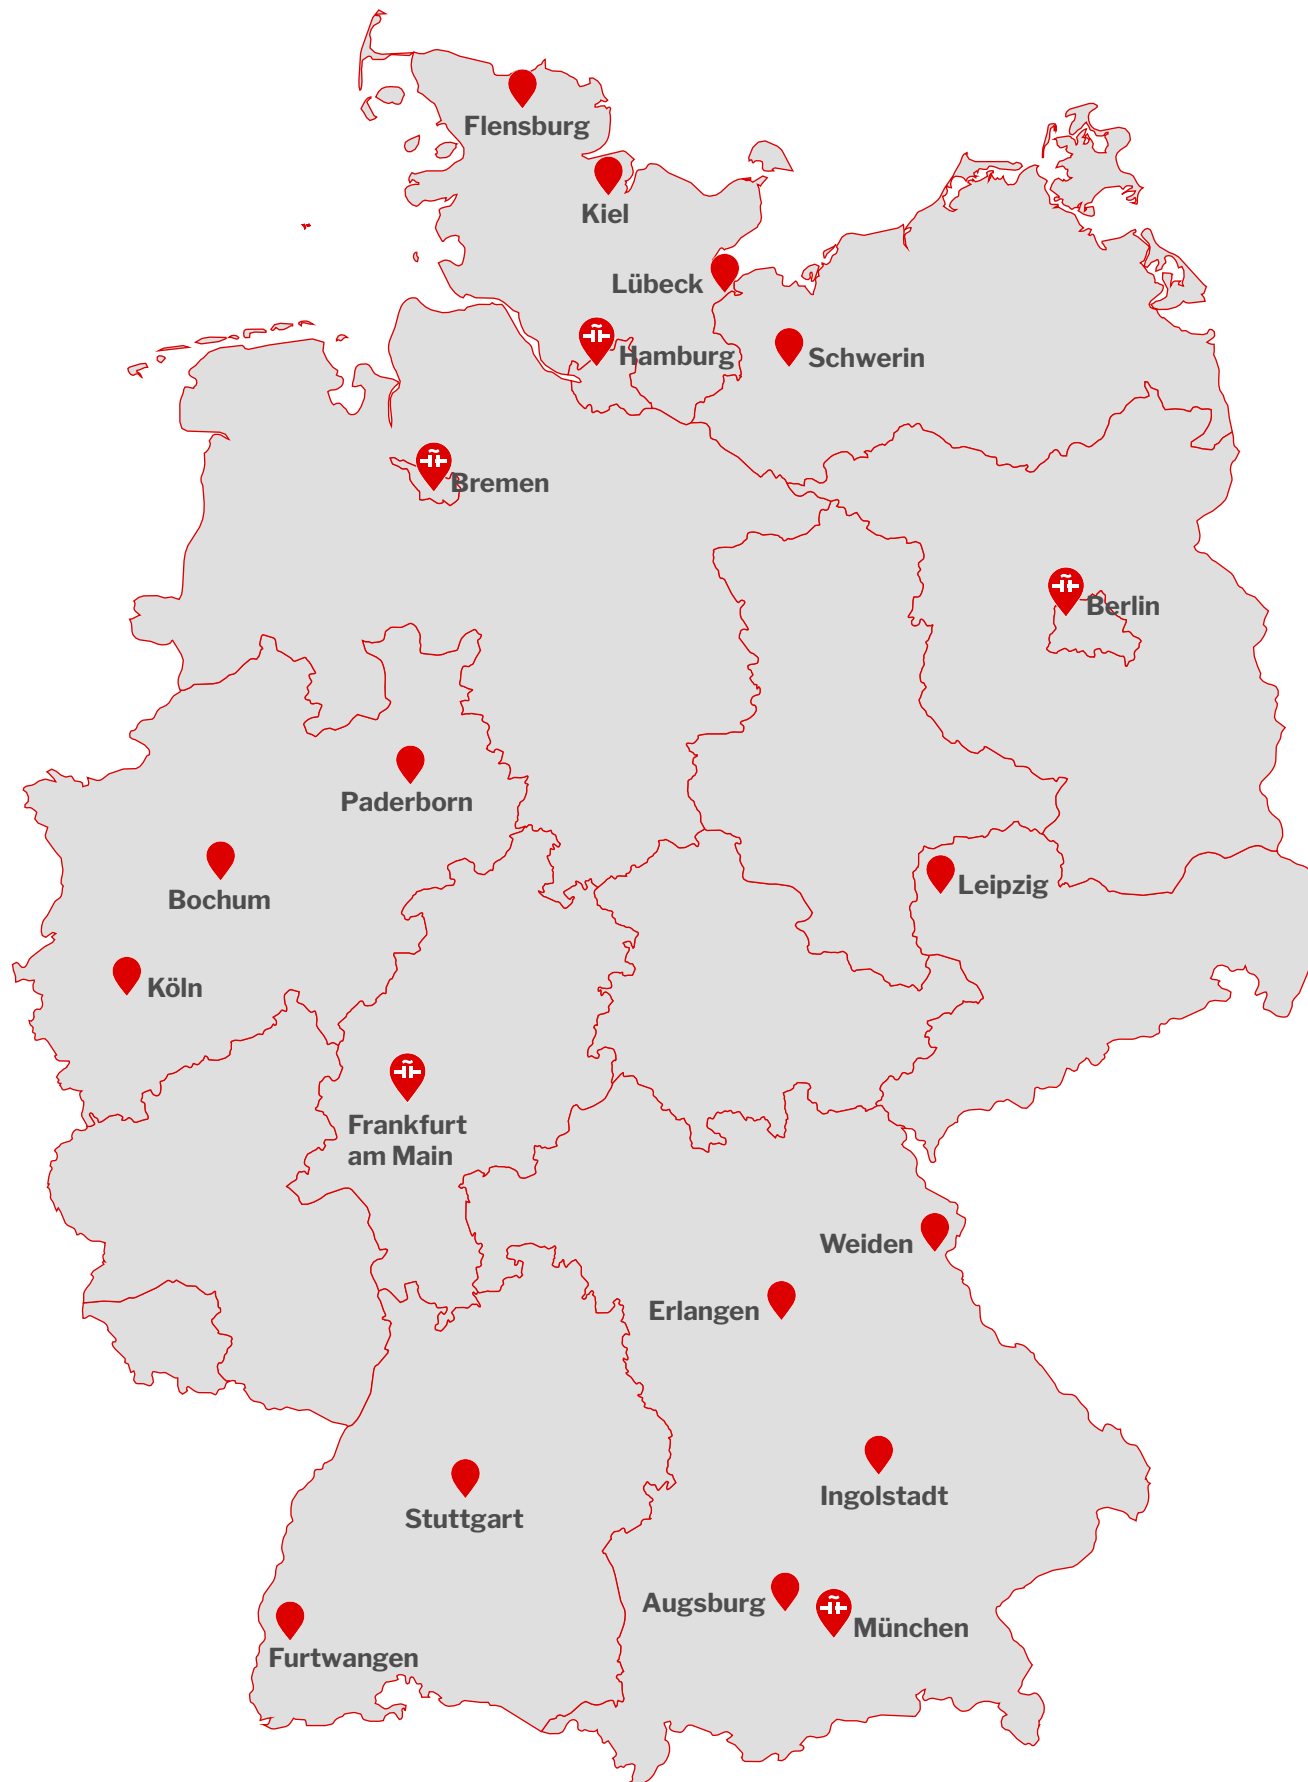 Flensburg
Kiel
Lübeck
Hamburg
Schwerin
Bremen
Berlin
Paderborn
Bochum
Leipzig
Köln
Frankfurt
am Main
Weiden
Erlangen
Ingolstadt
Stuttgart
Augsburg
München
Furtwangen